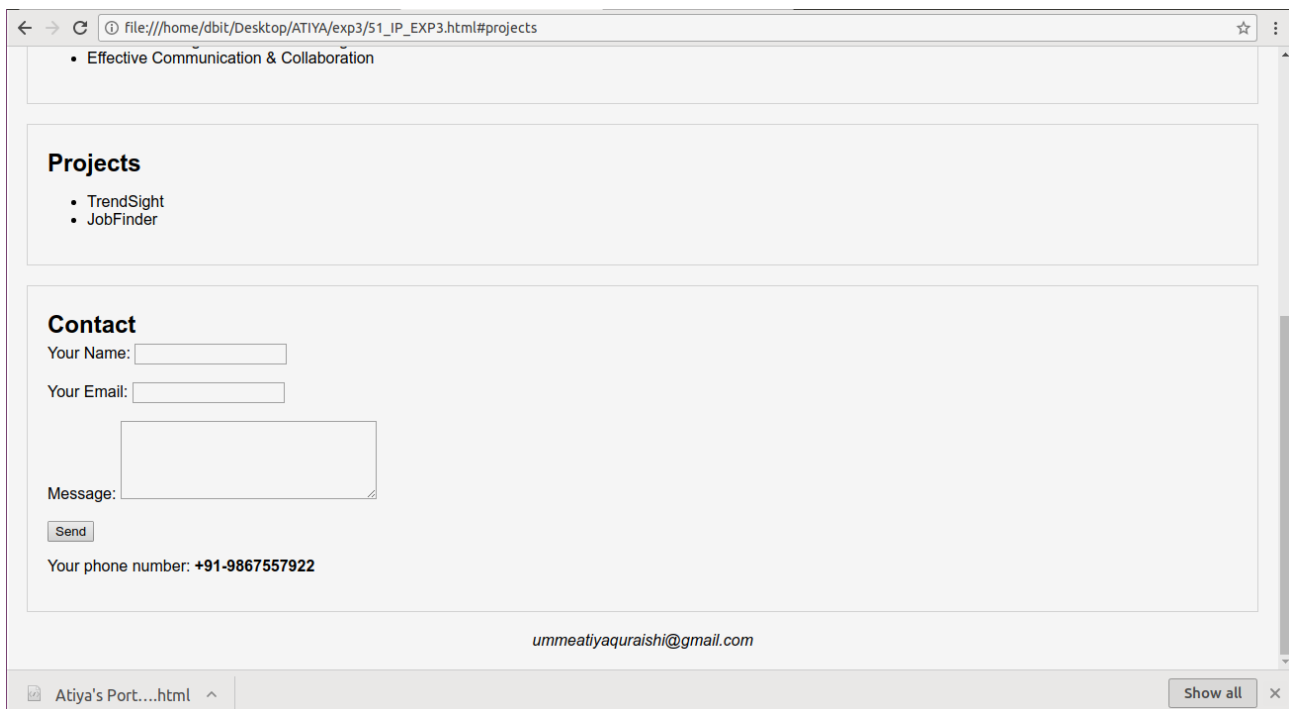 file:///home/dbit/Desktop/ATIYA/exp3/51_IP_EXP3.html#projects
Effective Communication & Collaboration
Projects
TrendSight
JobFinder
Contact
Your Name:
Your Email:
Message:
Send
Your phone number: +91-9867557922
ummeatiyaquraishi@gmail.com
Atiya's Port....html
Show all